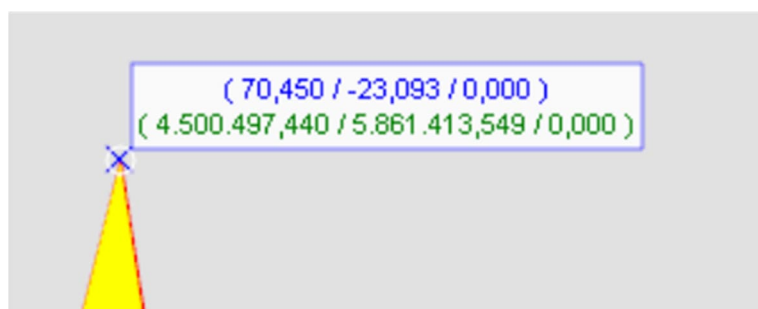 ( 70,450 / -23,093 / 0,000 )
( 4.500.497,440 / 5.861.413,549 / 0,000 )